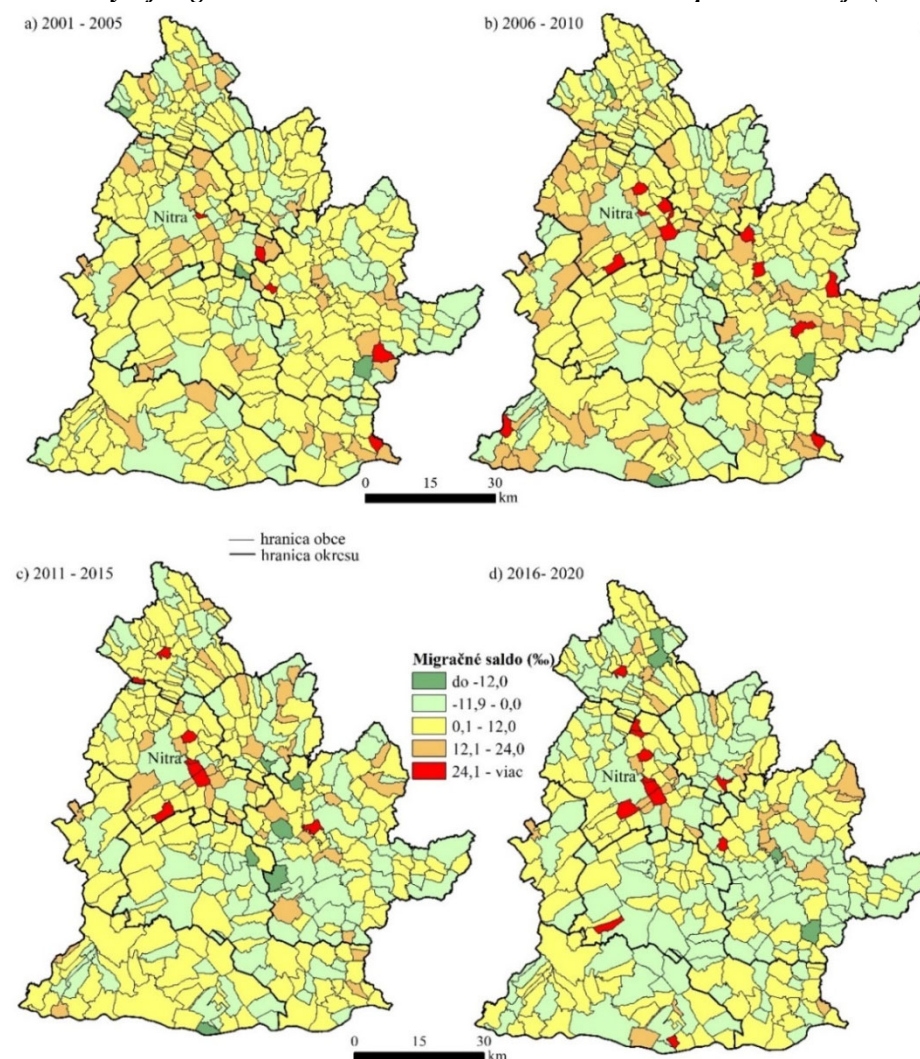 a) 2001 - 2005
b) 2006 - 2010
Nitra
Nitra
0 15 30
km
hranica obce
hranica okresu
c) 2011 - 2015
d) 2016- 2020
Migračné saldo (‰)
do -12,0
-11,9 - 0,0
0,1 - 12,0
12,1 - 24,0
24,1 - viac
Nitra
Nitra
0 15 30
km